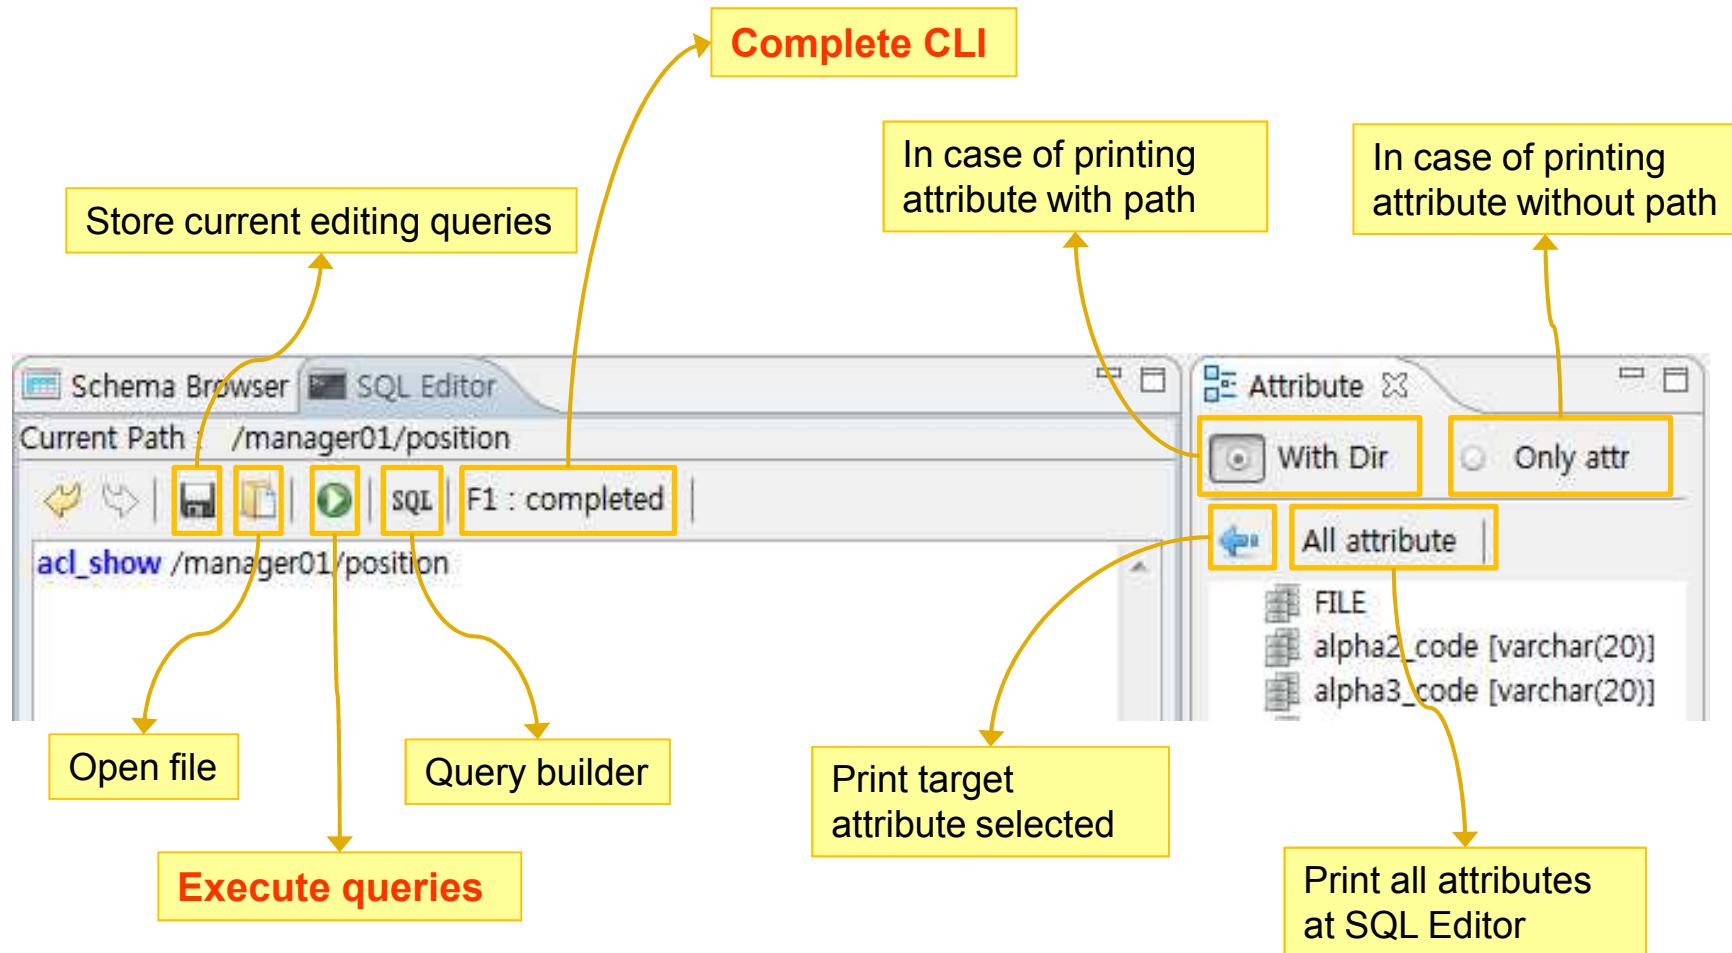 Complete CLI
In case of printing
attribute with path
In case of printing
attribute without path
Store current editing queries
Schema Browser
SQL Editor
Attribute
Current Path : /manager01/position
With Dir
Only attr
SQL
F1 : completed
All attribute
acl_show /manager01/position
FILE
alpha2_code [varchar(20)]
alpha3_code [varchar(20)]
Open file
Query builder
Print target
attribute selected
Execute queries
Print all attributes
at SQL Editor